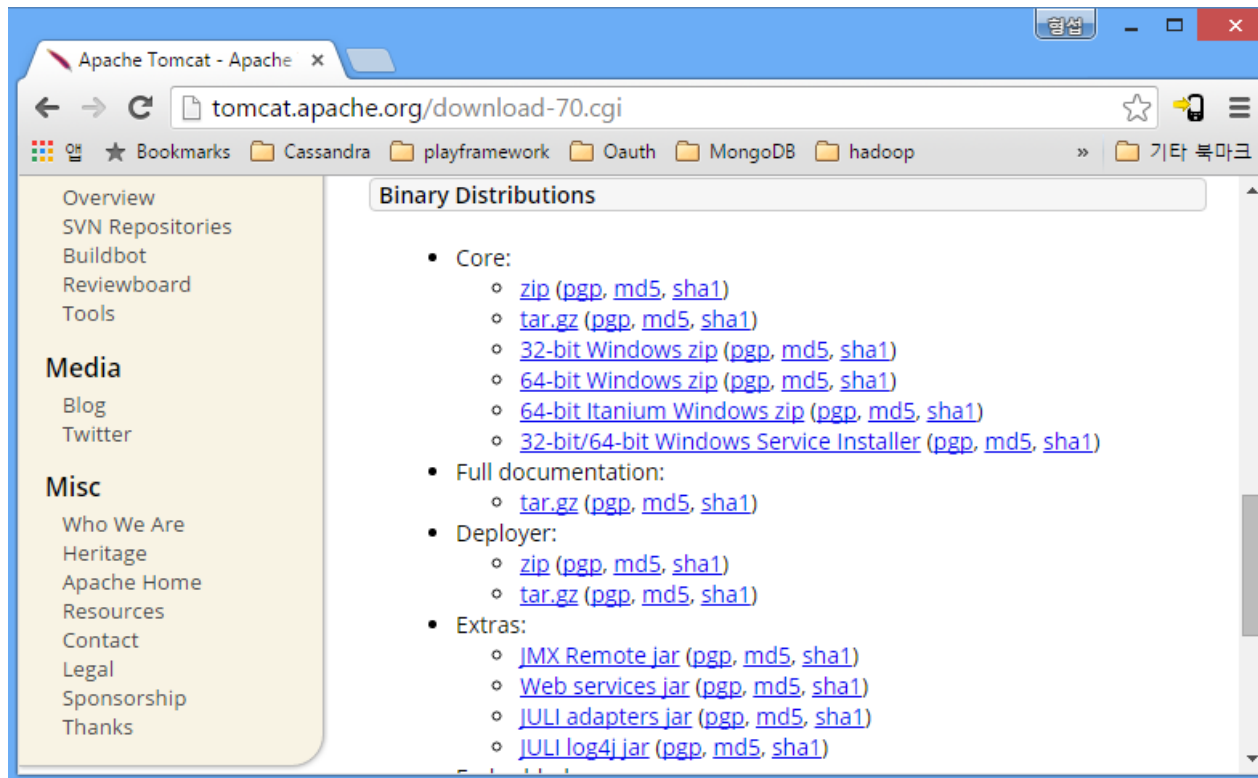 형섭
Apache Tomcat - Apache
tomcat.apache.org/download-70.cgi
앱 Bookmarks Cassandra playframework Oauth MongoDB hadoop » 기타 북마크
Overview
SVN Repositories
Buildbot
Reviewboard
Tools
Media
Blog
Twitter
Misc
Who We Are
Heritage
Apache Home
Resources
Contact
Legal
Sponsorship
Thanks
Binary Distributions
Core:
zip (pgp, md5, sha1)
tar.gz (pgp, md5, sha1)
32-bit Windows zip (pgp, md5, sha1)
64-bit Windows zip (pgp, md5, sha1)
64-bit Itanium Windows zip (pgp, md5, sha1)
32-bit/64-bit Windows Service Installer (pgp, md5, sha1)
Full documentation:
tar.gz (pgp, md5, sha1)
Deployer:
zip (pgp, md5, sha1)
tar.gz (pgp, md5, sha1)
Extras:
JMX Remote jar (pgp, md5, sha1)
Web services jar (pgp, md5, sha1)
JULI adapters jar (pgp, md5, sha1)
JULI log4j jar (pgp, md5, sha1)